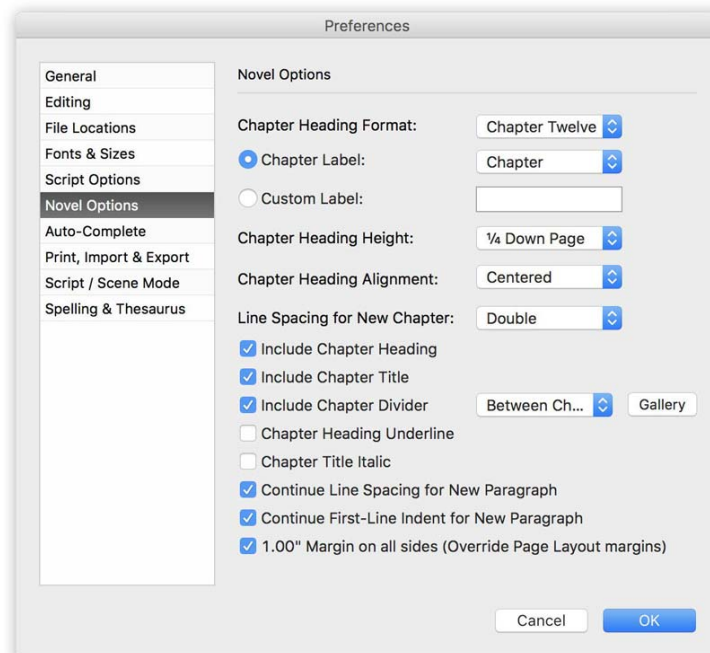 Preferences
General
Editing
File Locations
Fonts & Sizes
Script Options
Novel Options
Auto-Complete
Print, Import & Export
Script / Scene Mode
Spelling & Thesaurus
Novel Options
Chapter Heading Format: Chapter Twelve
Chapter Label: Chapter
Custom Label:
Chapter Heading Height: ¼ Down Page
Chapter Heading Alignment: Centered
Line Spacing for New Chapter: Double
Include Chapter Heading
Include Chapter Title
Include Chapter Divider Between Ch... Gallery
Chapter Heading Underline
Chapter Title Italic
Continue Line Spacing for New Paragraph
Continue First-Line Indent for New Paragraph
1.00" Margin on all sides (Override Page Layout margins)
Cancel OK